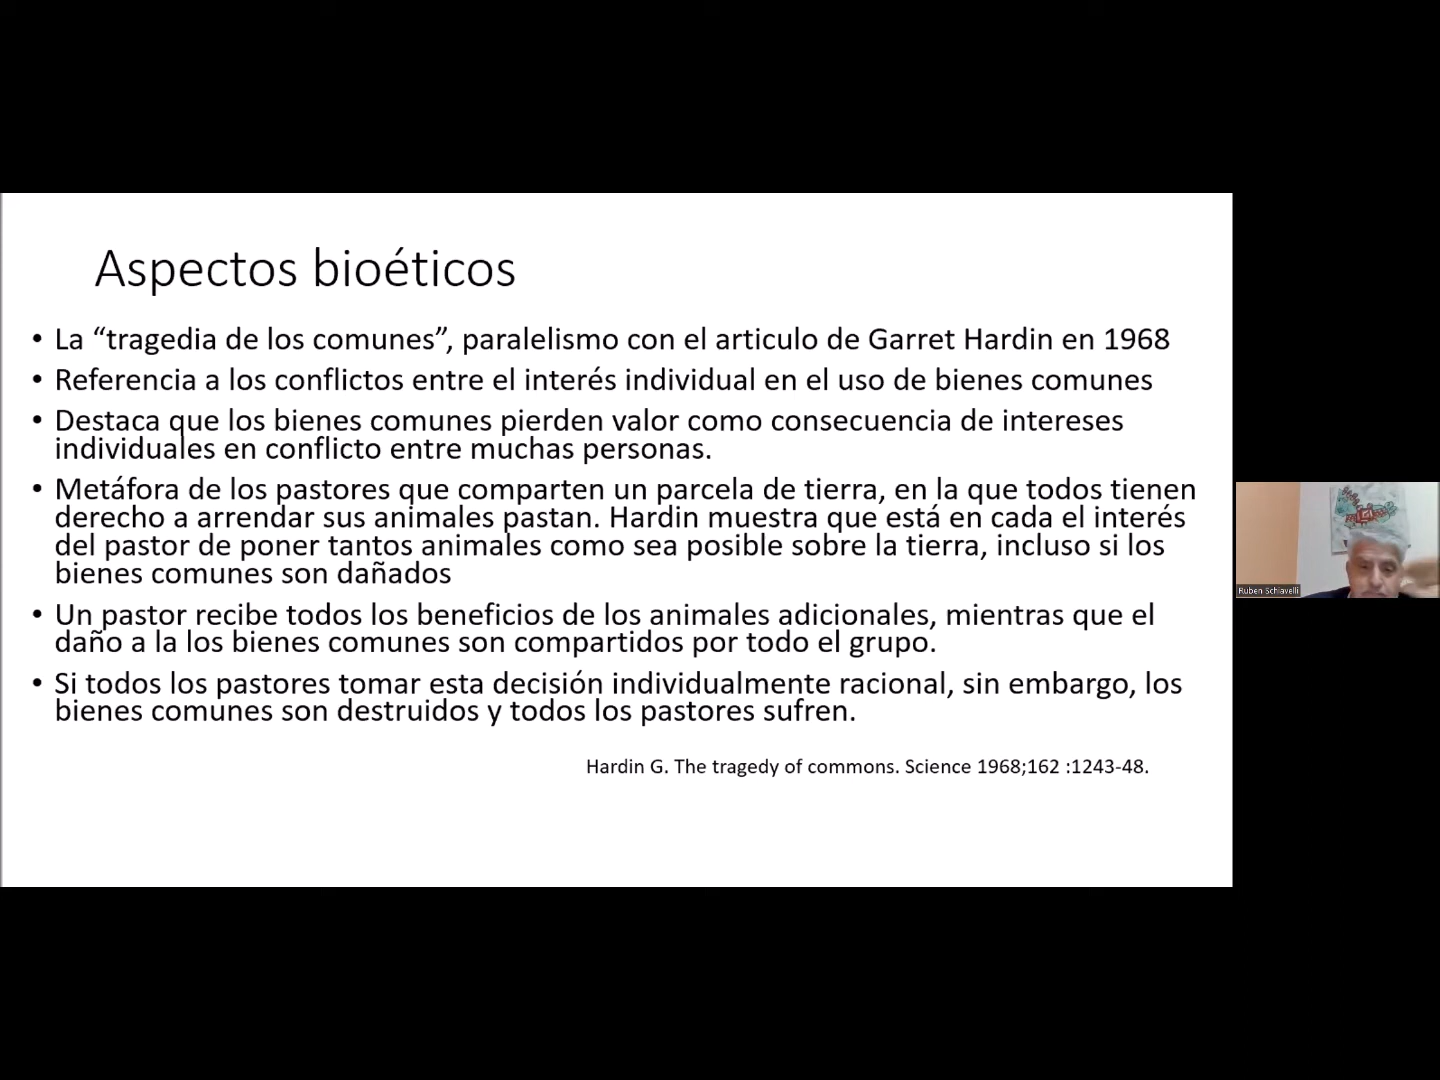 Aspectos bioéticos
• La “tragedia de los comunes”, paralelismo con el articulo de Garret Hardin en 1968
• Referencia a los conflictos entre el interés individual en el uso de bienes comunes
• Destaca que los bienes comunes pierden valor como consecuencia de intereses
individuales en conflicto entre muchas personas.
• Metáfora de los pastores que comparten un parcela de tierra, en la que todos tienen
derecho a arrendar sus animales pastan. Hardin muestra que está en cada el interés
del pastor de poner tantos animales como sea posible sobre la tierra, incluso si los
bienes comunes son dañados
• Un pastor recibe todos los beneficios de los animales adicionales, mientras que el
daño a la los bienes comunes son compartidos por todo el grupo.
• Si todos los pastores tomar esta decisión individualmente racional, sin embargo, los
bienes comunes son destruidos y todos los pastores sufren.
Hardin G. The tragedy of commons. Science 1968;162 :1243-48.
Ruben Schiavelli